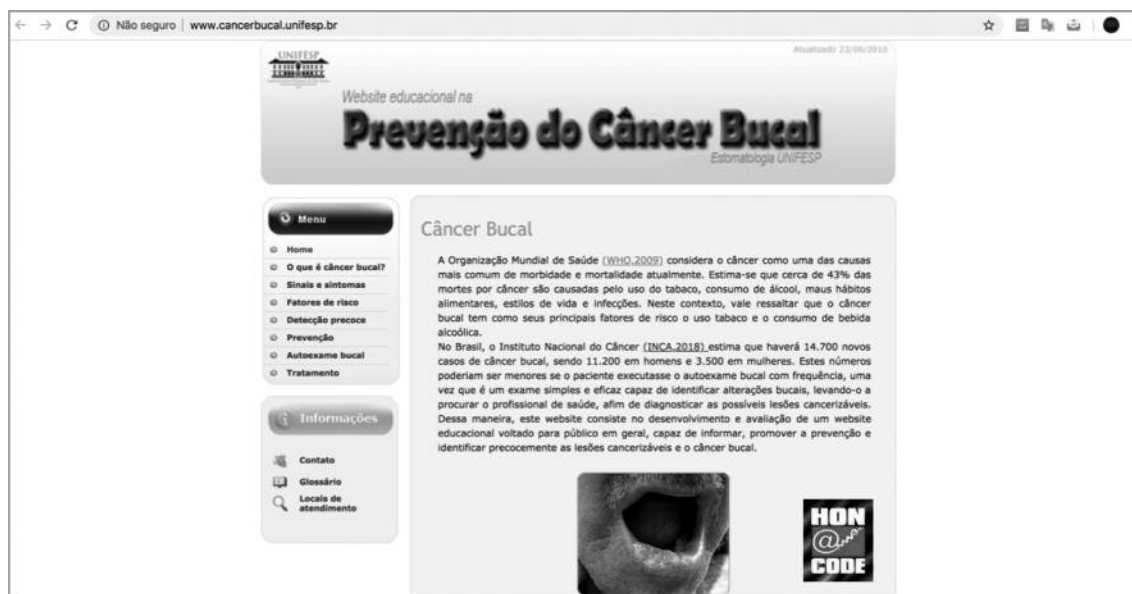 Não seguro | www.cancerbucal.unifesp.br
UNIFESP
Atualizado 23/06/2018
Website educacional na
Prevenção do Câncer Bucal
Estomatologia UNIFESP
Menu
Home
O que é câncer bucal?
Sinais e sintomas
Fatores de risco
Detecção precoce
Prevenção
Autoexame bucal
Tratamento
Informações
Contato
Glossário
Locais de
atendimento
Câncer Bucal
A Organização Mundial de Saúde (WHO.2009) considera o câncer como uma das causas
mais comum de morbidade e mortalidade atualmente. Estima-se que cerca de 43% das
mortes por câncer são causadas pelo uso do tabaco, consumo de álcool, maus hábitos
alimentares, estilos de vida e infecções. Neste contexto, vale ressaltar que o câncer
bucal tem como seus principais fatores de risco o uso tabaco e o consumo de bebida
alcoólica.
No Brasil, o Instituto Nacional do Câncer (INCA.2018) estima que haverá 14.700 novos
casos de câncer bucal, sendo 11.200 em homens e 3.500 em mulheres. Estes números
poderiam ser menores se o paciente executasse o autoexame bucal com frequência, uma
vez que é um exame simples e eficaz capaz de identificar alterações bucais, levando-o a
procurar o profissional de saúde, afim de diagnosticar as possíveis lesões cancerizáveis.
Dessa maneira, este website consiste no desenvolvimento e avaliação de um website
educacional voltado para público em geral, capaz de informar, promover a prevenção e
identificar precocemente as lesões cancerizáveis e o câncer bucal.
HON
@
CODE